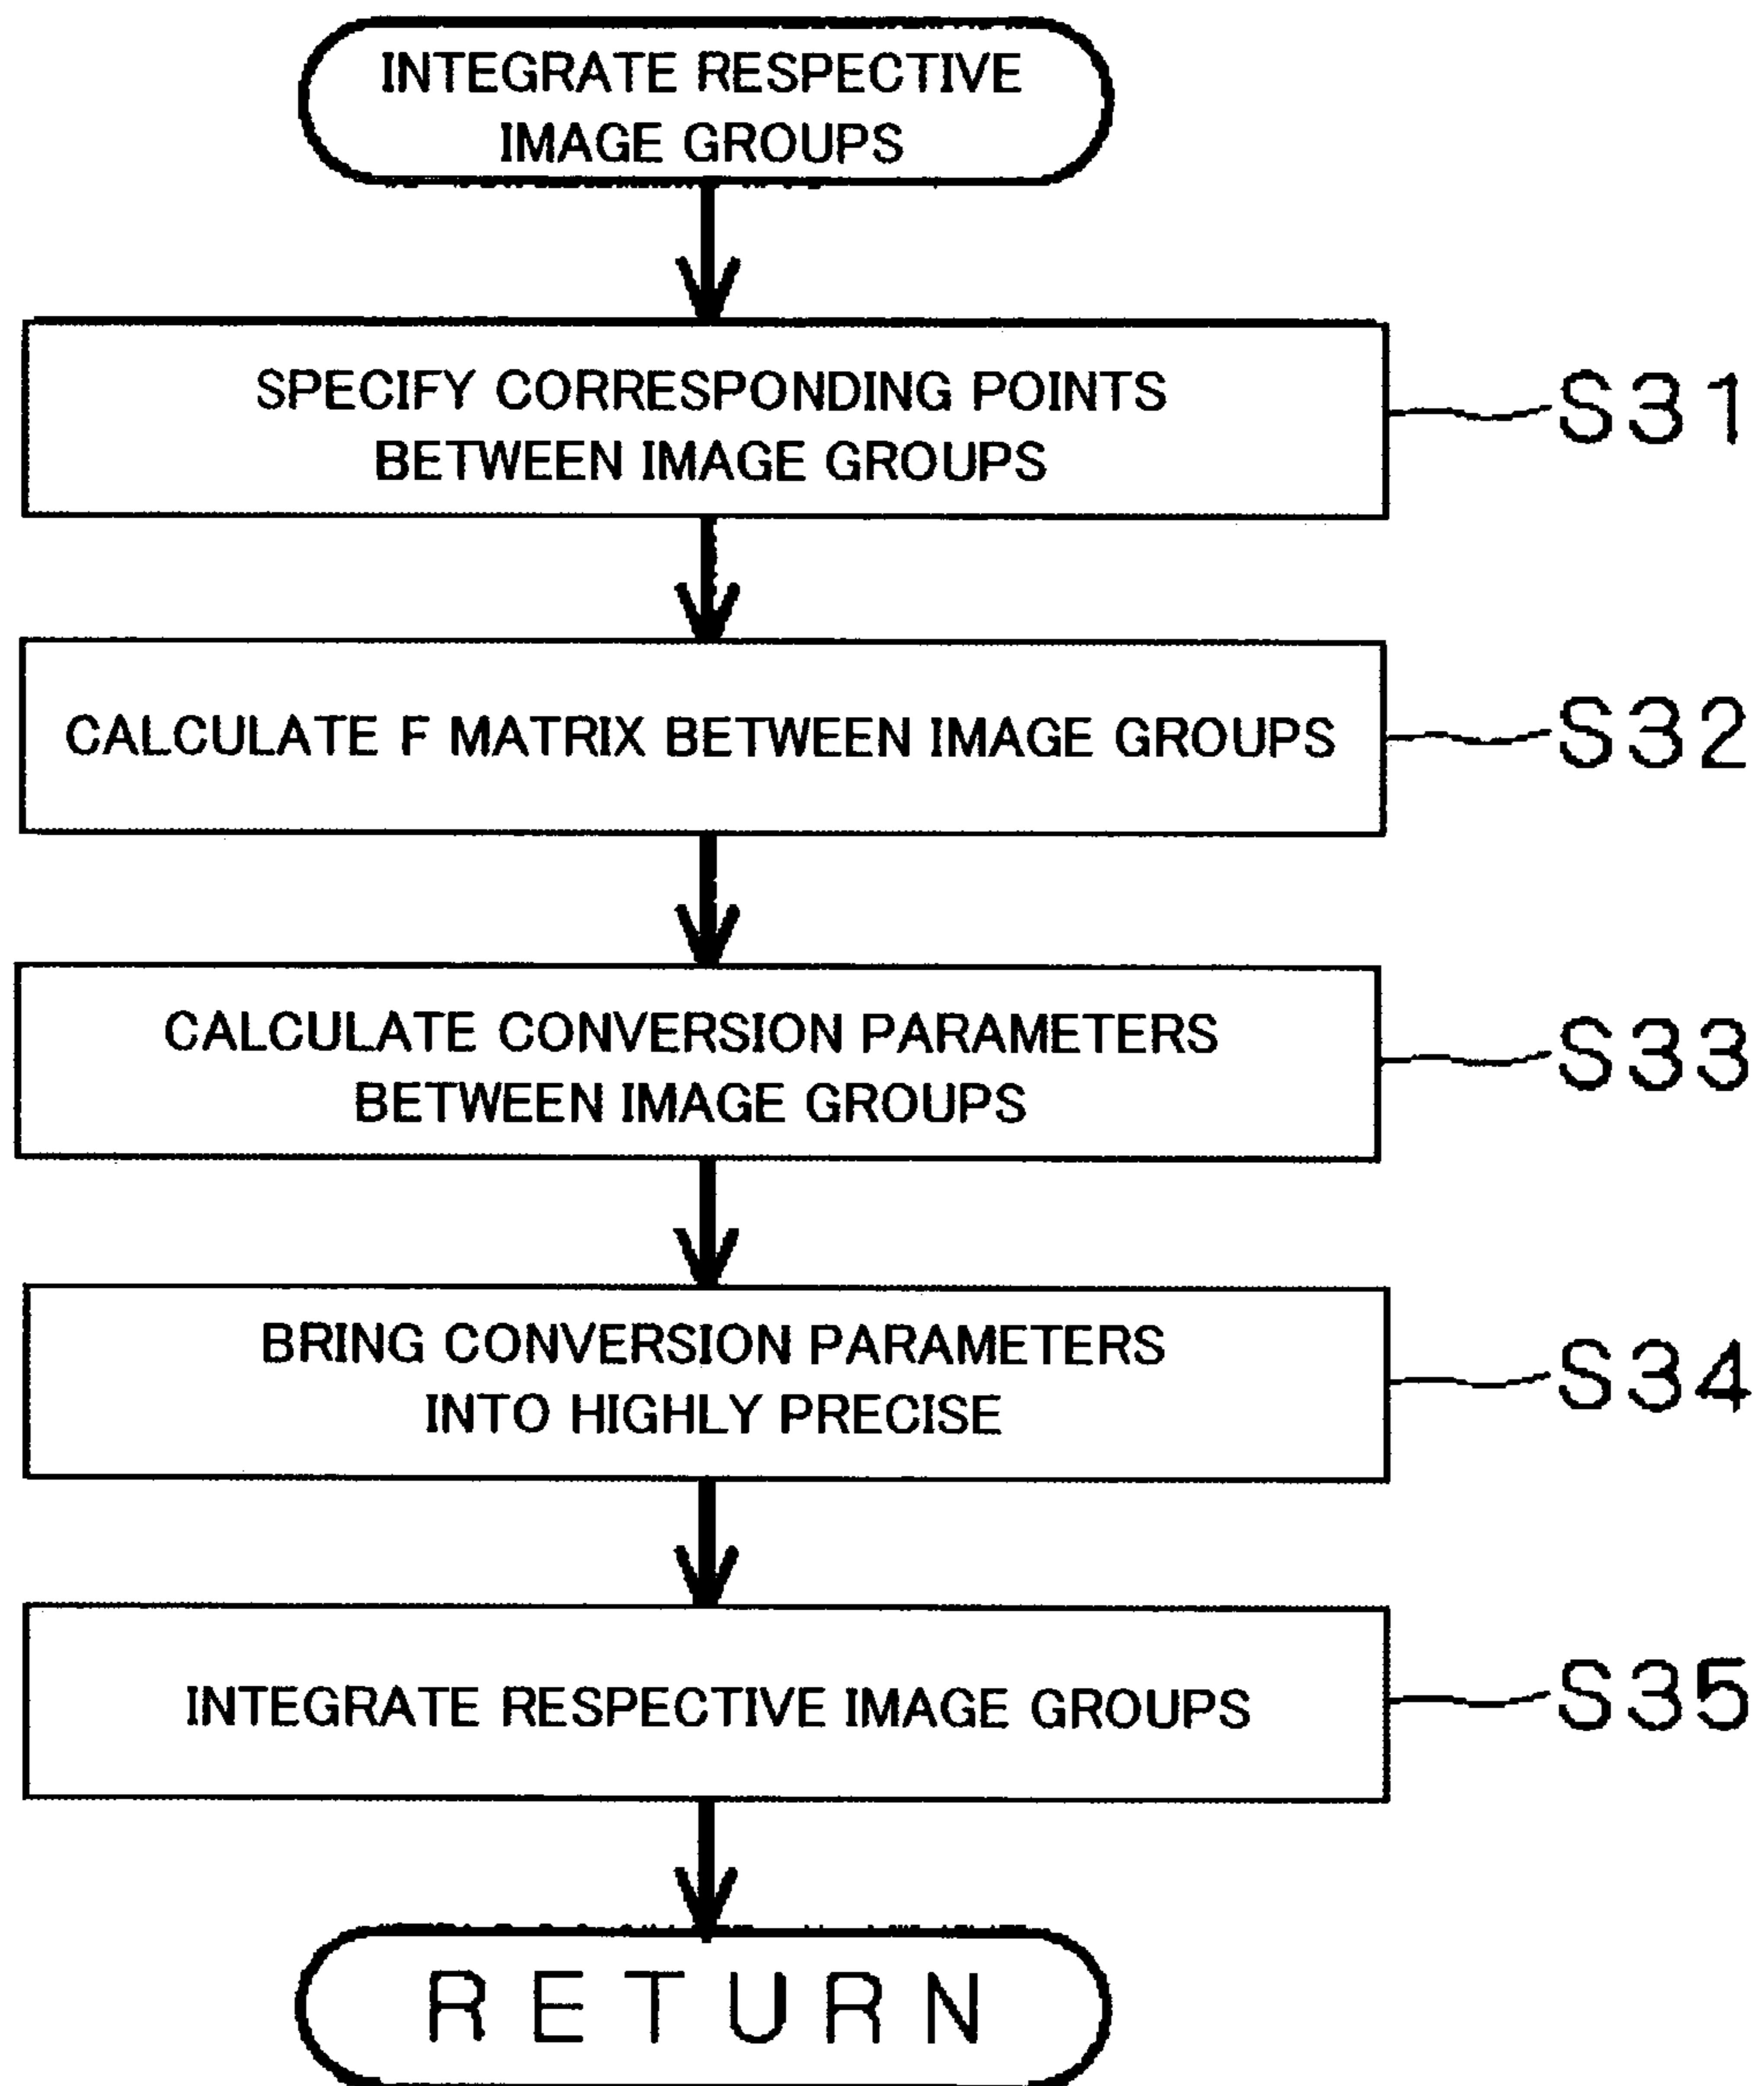 INTEGRATE RESPECTIVE
IMAGE GROUPS
SPECIFY CORRESPONDING POINTS
BETWEEN IMAGE GROUPS
S31
CALCULATE F MATRIX BETWEEN IMAGE GROUPS
S32
CALCULATE CONVERSION PARAMETERS
BETWEEN IMAGE GROUPS
S33
BRING CONVERSION PARAMETERS
INTO HIGHLY PRECISE
S34
INTEGRATE RESPECTIVE IMAGE GROUPS
S35
RETURN